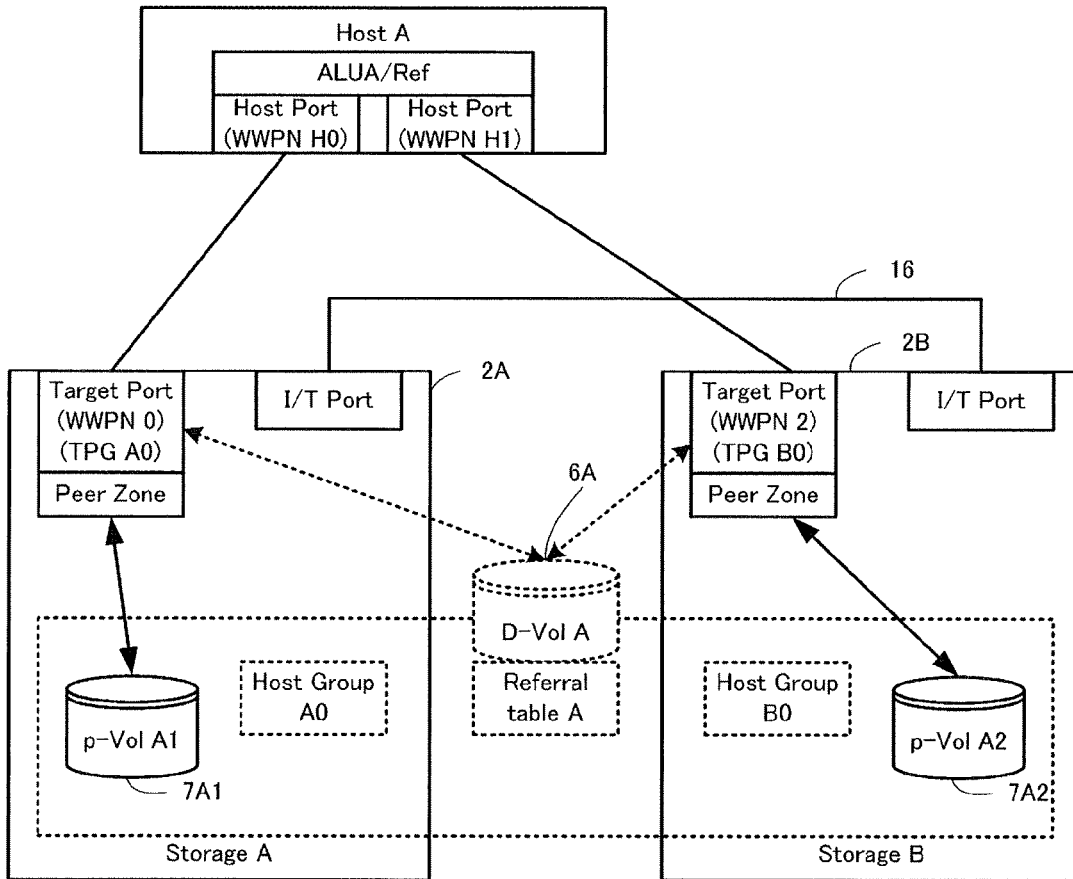 Host A
ALUA/Ref
Host Port
(WWPN H0)
Host Port
(WWPN H1)
16
2A
2B
Target Port
(WWPN 0)
(TPG A0)
Peer Zone
I/T Port
Target Port
(WWPN 2)
(TPG B0)
Peer Zone
I/T Port
6A
D-Vol A
Referral
table A
Host Group
A0
Host Group
B0
p-Vol A1
7A1
p-Vol A2
7A2
Storage A
Storage B